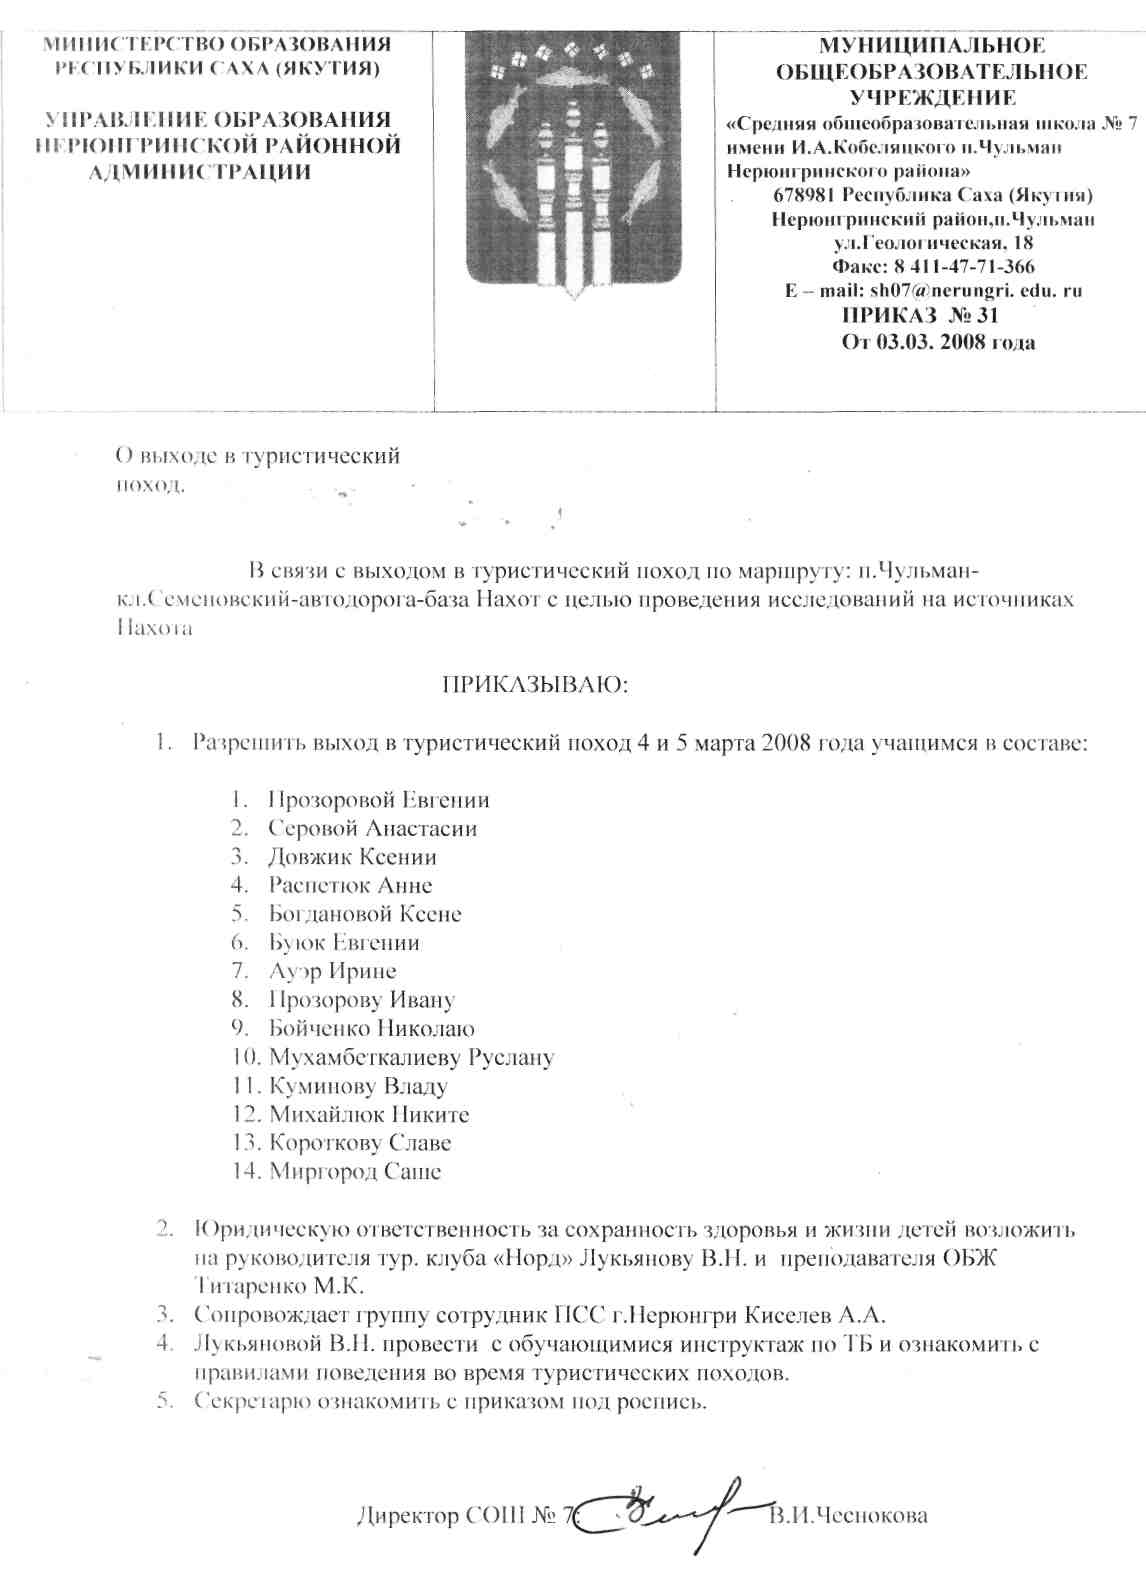 МИНИСТЕРСТВО ОБРАЗОВАНИЯ
РЕСПУБЛИКИ САХА (ЯКУТИЯ)
УПРАВЛЕНИЕ ОБРАЗОВАНИЯ
НЕРЮНГРИНСКОЙ РАЙОННОЙ
АДМИНИСТРАЦИИ
МУНИЦИПАЛЬНОЕ
ОБЩЕОБРАЗОВАТЕЛЬНОЕ
УЧРЕЖДЕНИЕ
«Средняя общеобразовательная школа № 7
имени И.А.Кобеляцкого п.Чульман
Нерюнгринского района»
678981 Республика Саха (Якутия)
Нерюнгринский район,п.Чульман
ул.Геологическая, 18
Факс: 8 411-47-71-366
E – mail: sh07@nerungri. edu. ru
ПРИКАЗ № 31
От 03.03. 2008 года
О выходе в туристический
поход.
В связи с выходом в туристический поход по маршруту: п.Чульман-
кл.Семеновский-автодорога-база Нахот с целью проведения исследований на источниках
Нахота
ПРИКАЗЫВАЮ:
1. Разрешить выход в туристический поход 4 и 5 марта 2008 года учащимся в составе:
1. Прозоровой Евгении
2. Серовой Анастасии
3. Довжик Ксении
4. Распетюк Анне
5. Богдановой Ксене
6. Буюк Евгении
7. Ауэр Ирине
8. Прозорову Ивану
9. Бойченко Николаю
10. Мухамбеткалиеву Руслану
11. Куминову Владу
12. Михайлюк Никите
13. Короткову Славе
14. Миргород Саше
2. Юридическую ответственность за сохранность здоровья и жизни детей возложить
на руководителя тур. клуба «Норд» Лукьянову В.Н. и преподавателя ОБЖ
Титаренко М.К.
3. Сопровождает группу сотрудник ПСС г.Нерюнгри Киселев А.А.
4. Лукьяновой В.Н. провести с обучающимися инструктаж по ТБ и ознакомить с
правилами поведения во время туристических походов.
5. Секретарю ознакомить с приказом под роспись.
Директор СОШ № 7: В.И.Чеснокова